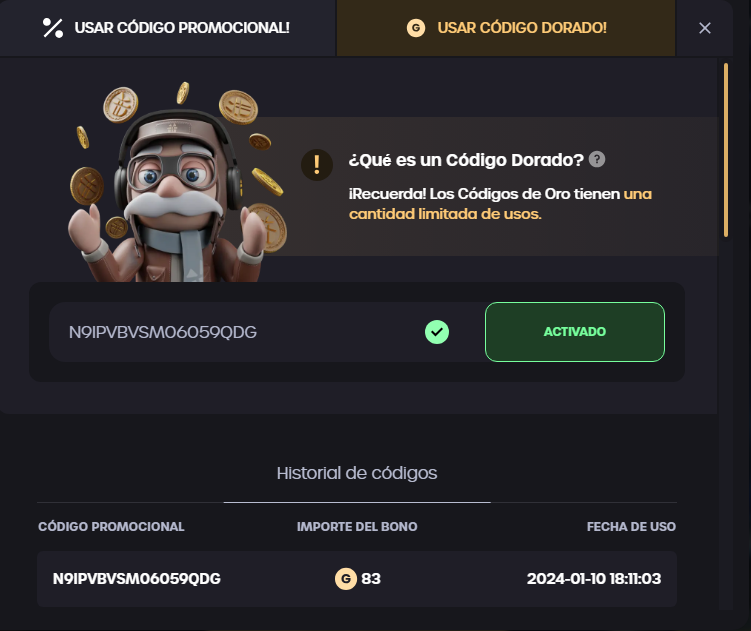 USAR CÓDIGO PROMOCIONAL!
G USAR CÓDIGO DORADO!
¿Qué es un Código Dorado? ?
¡Recuerda! Los Códigos de Oro tienen una
cantidad limitada de usos.
N9IPVBVSM06059QDG
ACTIVADO
Historial de códigos
CÓDIGO PROMOCIONAL IMPORTE DEL BONO FECHA DE USO
N9IPVBVSM06059QDG G 83 2024-01-10 18:11:03